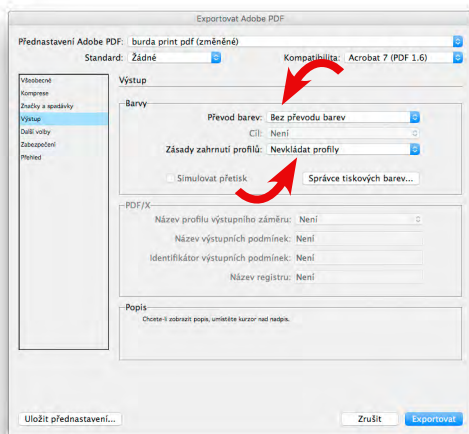 Exportovat Adobe PDF
Přednastavení Adobe PDF: burda print pdf (změněné)
Standard: Žádné Kompatibilita: Acrobat 7 (PDF 1.6)
Všeobecné
Komprese
Značky a spadávky
Výstup
Další volby
Zabezpečení
Přehled
Výstup
Barvy
Převod barev: Bez převodu barev
Cíl: Není
Zásady zahrnutí profilů: Nevkládat profily
Simulovat přetisk Správce tiskových barev...
PDF/X
Název profilu výstupního záměru: Není
Název výstupních podmínek: Není
Identifikátor výstupních podmínek: Není
Název registru: Není
Popis
Chcete-li zobrazit popis, umístěte kurzor nad nadpis.
Uložit přednastavení... Zrušit Exportovat